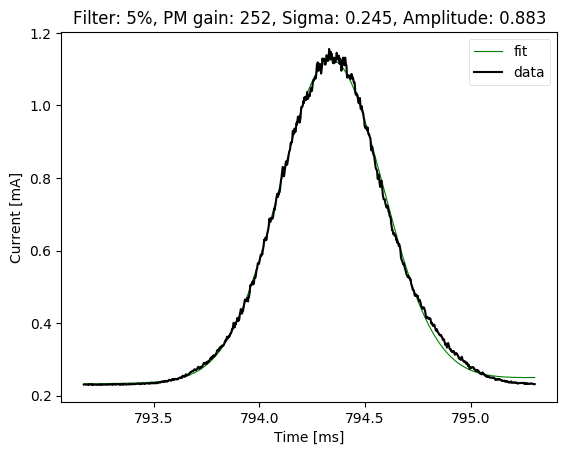 Filter: 5%, PM gain: 252, Sigma: 0.245, Amplitude: 0.883
fit
data
Current [mA]
1.2
1.0
0.8
0.6
0.4
0.2
793.5 794.0 794.5 795.0
Time [ms]